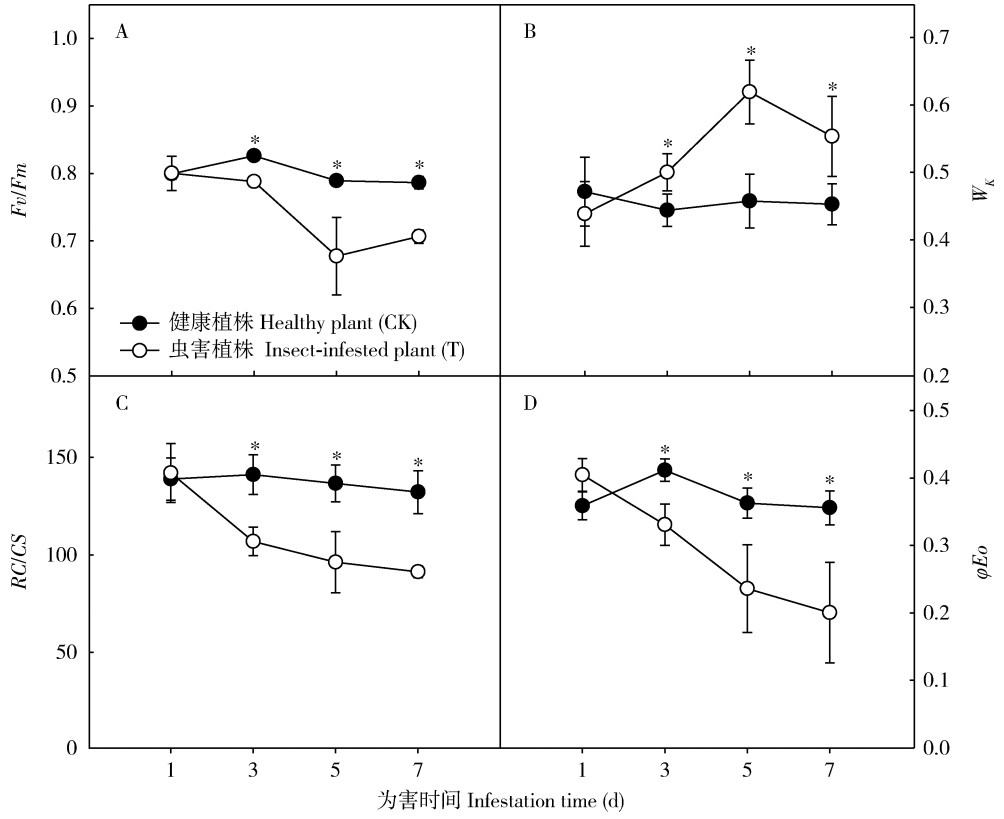 A
B
1.0
0.9
0.8
0.7
0.6
0.5
Fv/Fm
0.7
0.6
0.5
0.4
0.3
0.2
W_K
*
*
*
*
*
*
健康植株 Healthy plant (CK)
虫害植株 Insect-infested plant (T)
C
D
150
100
50
0
RC/CS
0.5
0.4
0.3
0.2
0.1
0.0
φEo
*
*
*
*
*
*
1 3 5 7
1 3 5 7
为害时间 Infestation time (d)